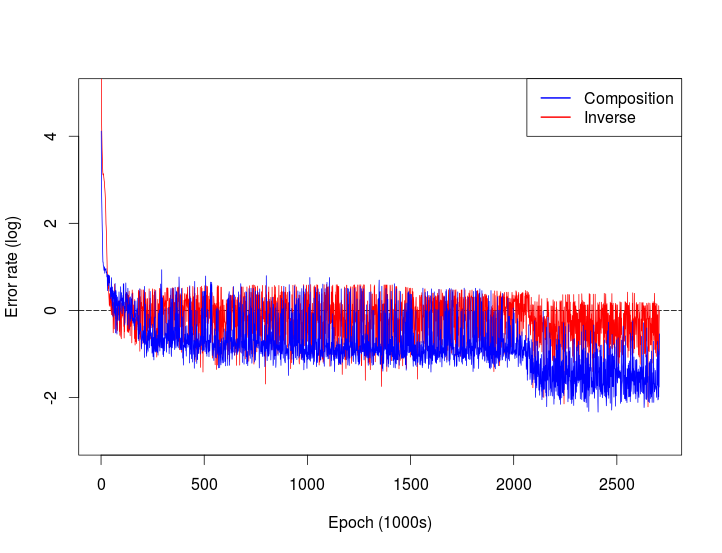 Composition
Inverse
Error rate (log)
4
2
0
-2
0 500 1000 1500 2000 2500
Epoch (1000s)